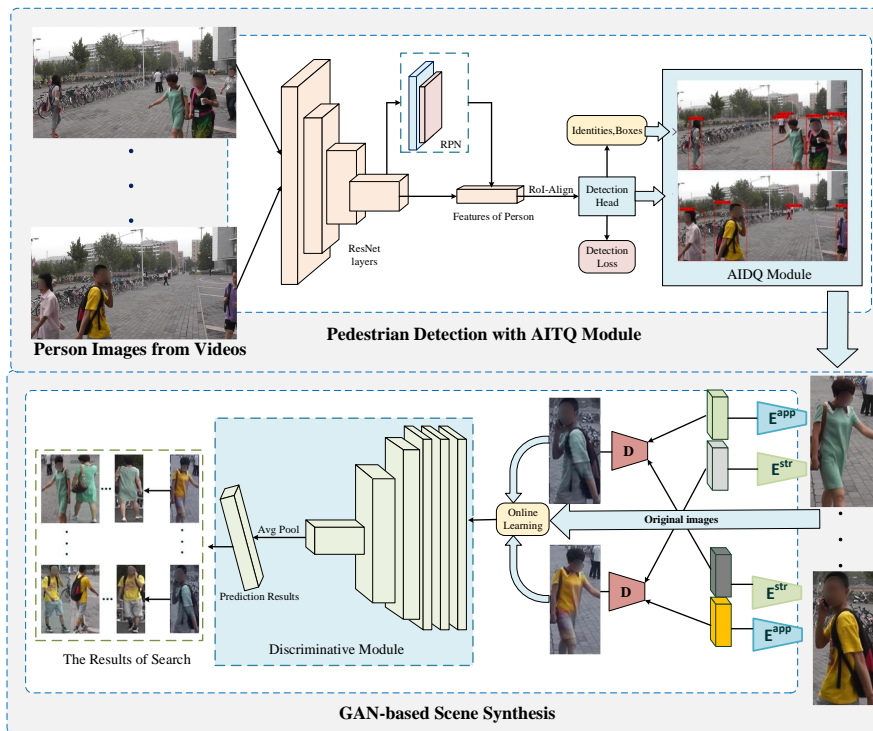 RPN
Identities,Boxes
RoI-Align
Detection
Head
Features of Person
ResNet
layers
Detection
Loss
AIDQ Module
Person Images from Videos
Pedestrian Detection with AITQ Module
E^app
D
E^str
Online
Learning
Original images
Avg Pool
Prediction Results
D
E^str
E^app
The Results of Search
Discriminative Module
GAN-based Scene Synthesis